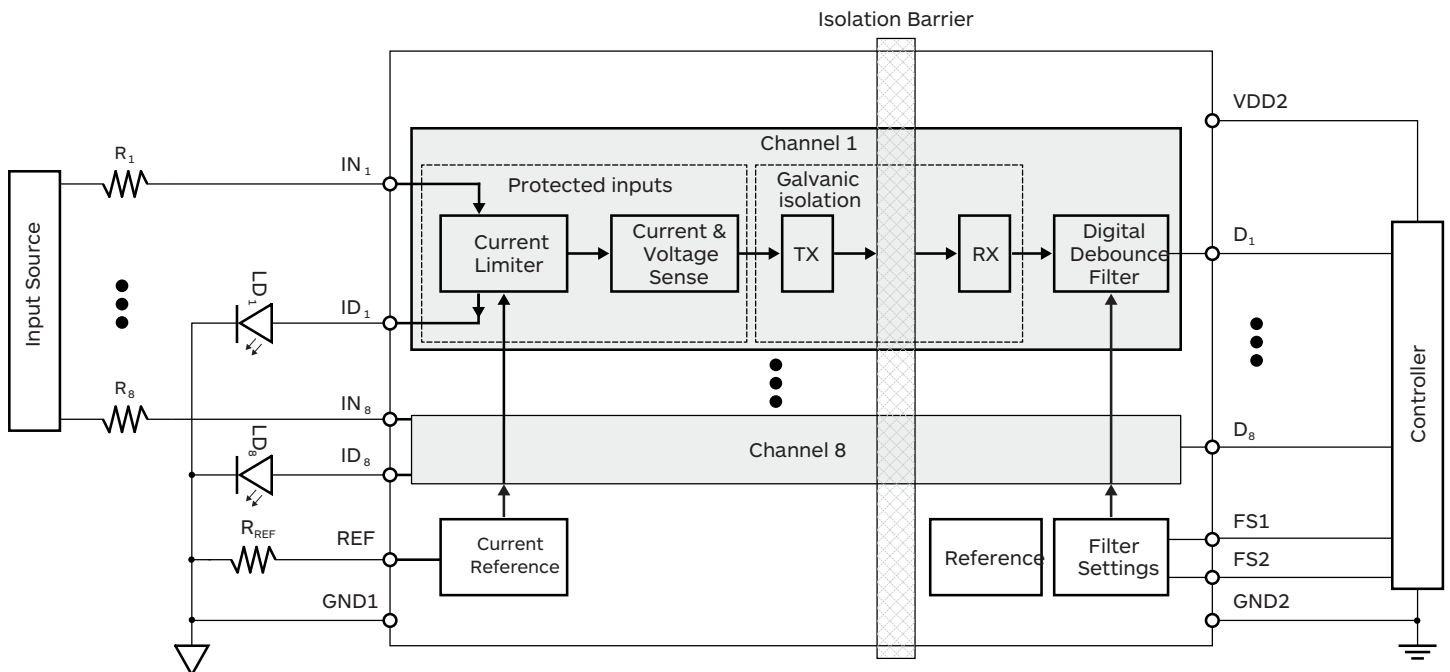 Isolation Barrier
VDD2
Channel 1
R1
IN1
Protected inputs
Galvanic
isolation
Input Source
Current
Limiter
Current &
Voltage
Sense
TX
RX
Digital
Debounce
Filter
D1
LD1
ID1
R8
IN8
Channel 8
D8
LD8
ID8
Controller
RREF
REF
Current
Reference
Reference
Filter
Settings
FS1
FS2
GND1
GND2